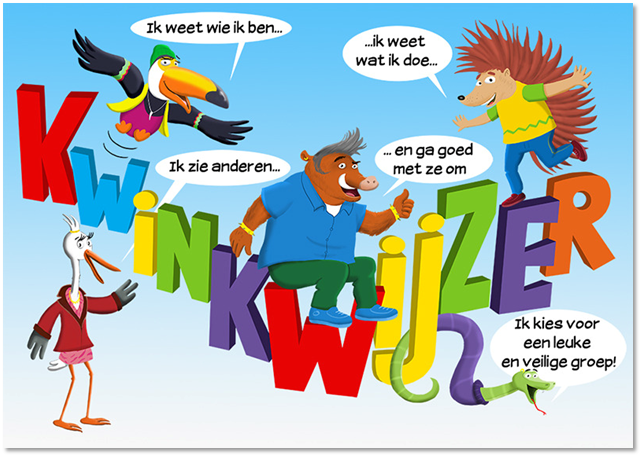 Ik weet wie ik ben...
...ik weet
wat ik doe...
Ik zie anderen...
... en ga goed
met ze om
KWiNKWijZER
Ik kies voor
een leuke
en veilige groep!